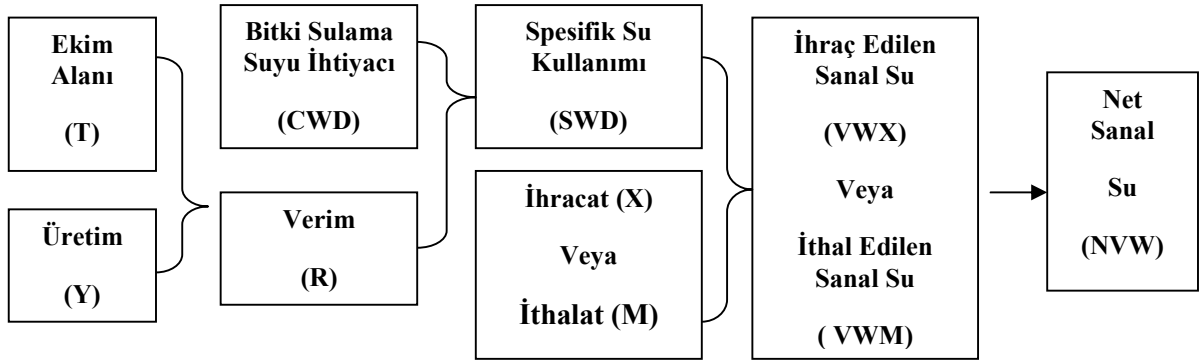 Ekim
Alanı
(T)
Üretim
(Y)
Bitki Sulama
Suyu İhtiyacı
(CWD)
Verim
(R)
Spesifik Su
Kullanımı
(SWD)
İhracat (X)
Veya
İthalat (M)
İhraç Edilen
Sanal Su
(VWX)
Veya
İthal Edilen
Sanal Su
( VWM)
Net
Sanal
Su
(NVW)